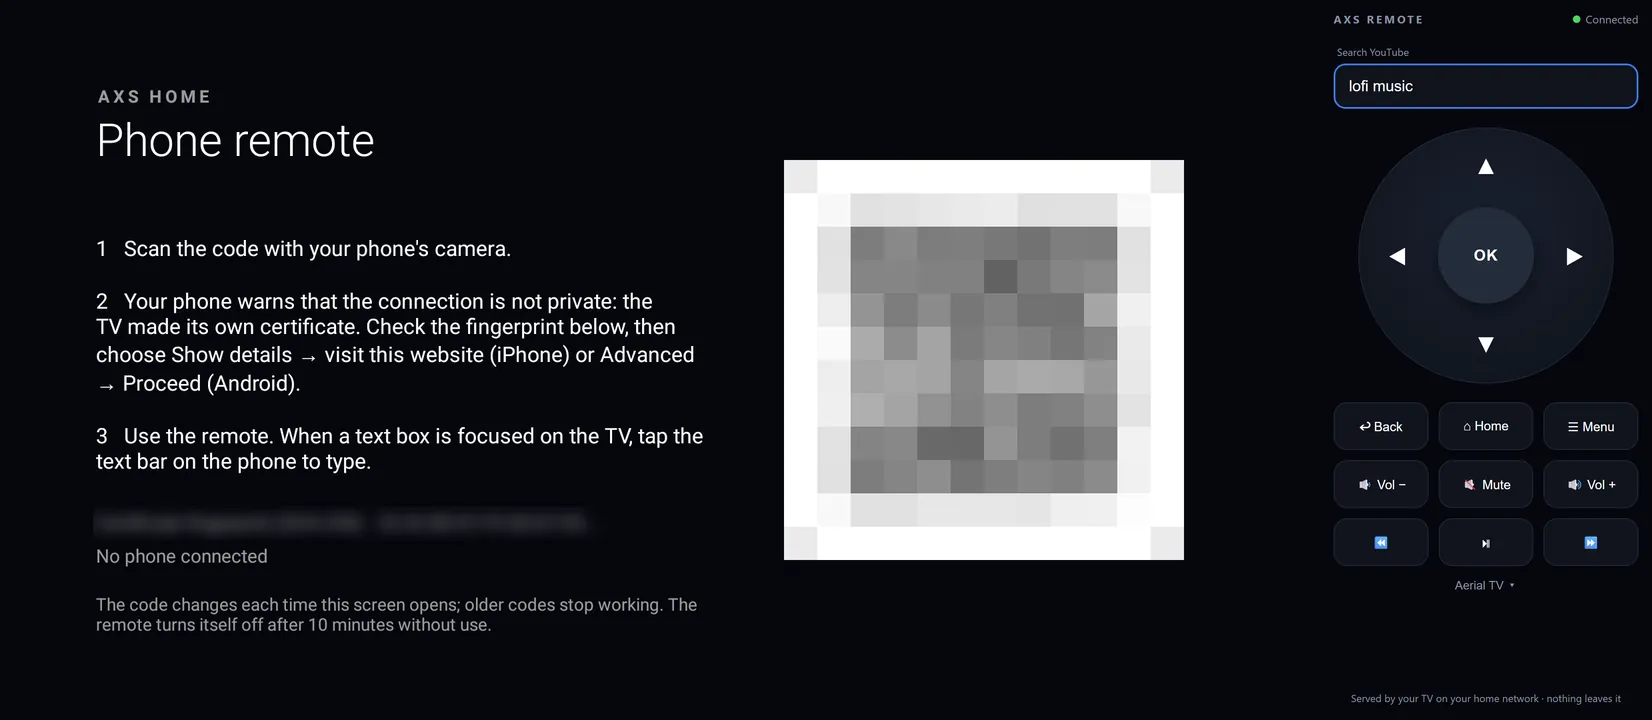 AXS HOME
Phone remote
1 Scan the code with your phone's camera.
2 Your phone warns that the connection is not private: the
TV made its own certificate. Check the fingerprint below, then
choose Show details → visit this website (iPhone) or Advanced
→ Proceed (Android).
3 Use the remote. When a text box is focused on the TV, tap the
text bar on the phone to type.
No phone connected
The code changes each time this screen opens; older codes stop working. The
remote turns itself off after 10 minutes without use.
AXS REMOTE
Connected
Search YouTube
lofi music
OK
Back
Home
Menu
Vol −
Mute
Vol +
Aerial TV
Served by your TV on your home network · nothing leaves it